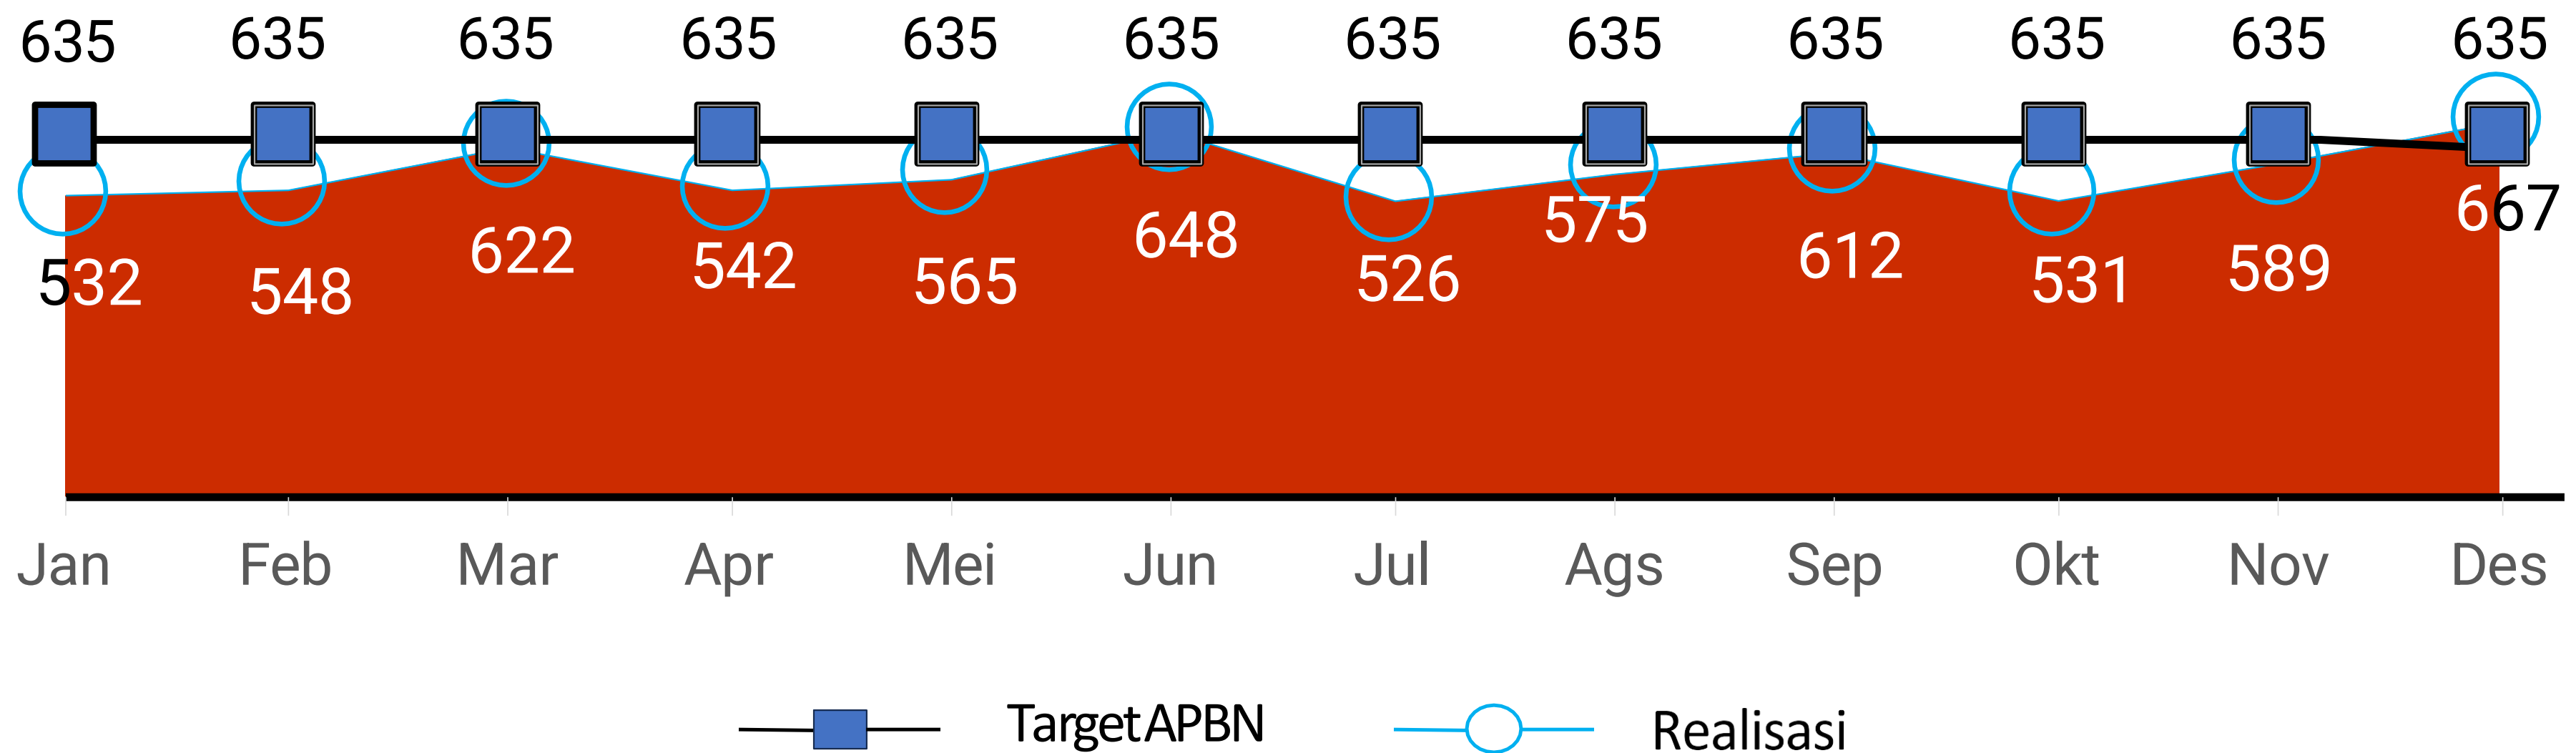 635 635 635 635 635 635 635 635 635 635 635 635
532 548 622 542 565 648 526 575 612 531 589 667
Jan Feb Mar Apr Mei Jun Jul Ags Sep Okt Nov Des
Target APBN Realisasi